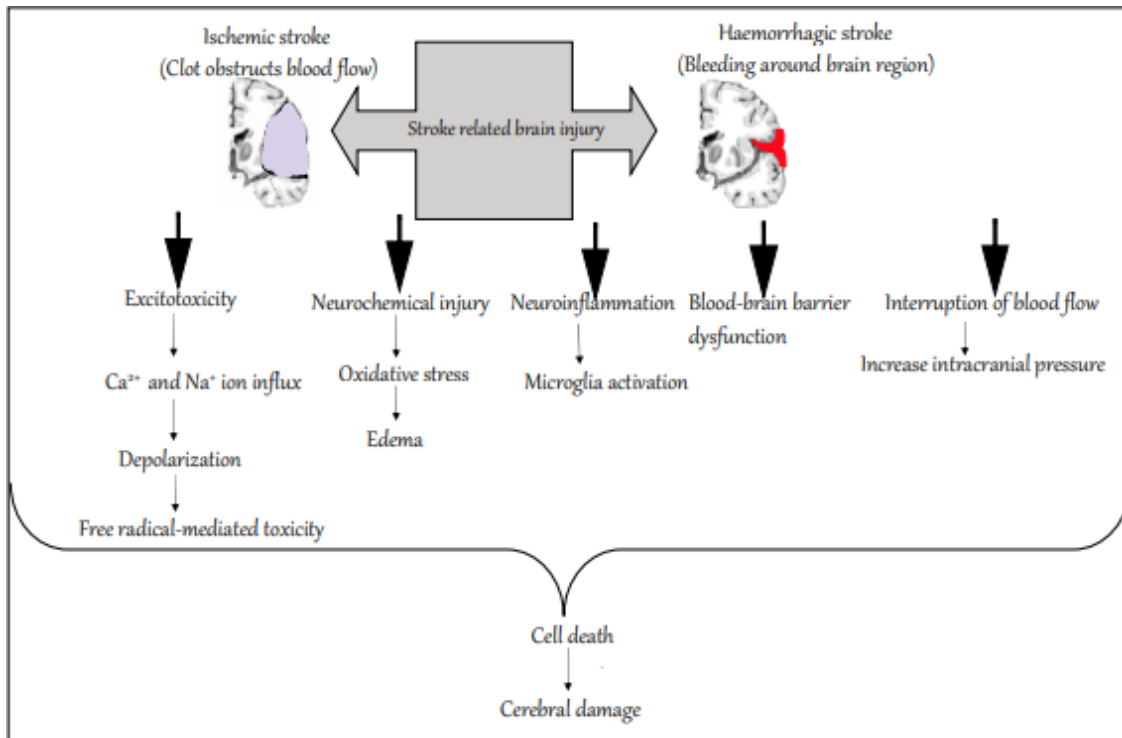 Ischemic stroke
(Clot obstructs blood flow)
Haemorrhagic stroke
(Bleeding around brain region)
Stroke related brain injury
Excitotoxicity
Neurochemical injury
Neuroinflammation
Blood-brain barrier
dysfunction
Interruption of blood flow
Ca²⁺ and Na⁺ ion influx
Oxidative stress
Microglia activation
Increase intracranial pressure
Edema
Depolarization
Free radical-mediated toxicity
Cell death
Cerebral damage